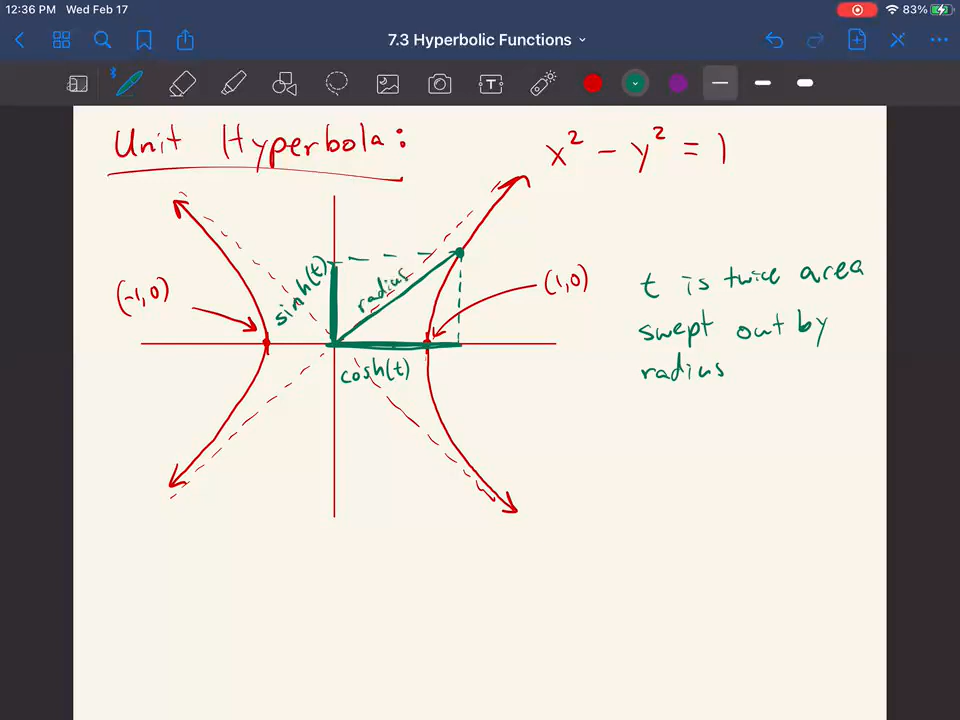 12:36 PM Wed Feb 17
83%
7.3 Hyperbolic Functions
T
Unit Hyperbola:
x² - y² = 1
(-1,0)
sinh(t)
radius
(1,0)
cosh(t)
t is twice area
swept out by
radius